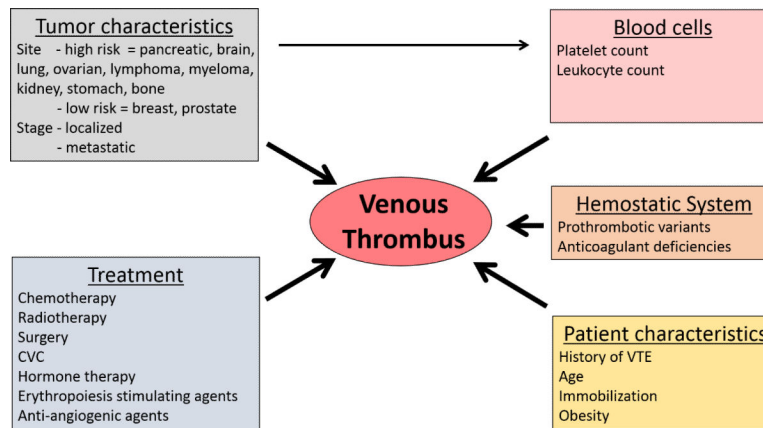 Tumor characteristics
Site - high risk = pancreatic, brain,
lung, ovarian, lymphoma, myeloma,
kidney, stomach, bone
- low risk = breast, prostate
Stage - localized
- metastatic
Blood cells
Platelet count
Leukocyte count
Venous
Thrombus
Hemostatic System
Prothrombotic variants
Anticoagulant deficiencies
Treatment
Chemotherapy
Radiotherapy
Surgery
CVC
Hormone therapy
Erythropoiesis stimulating agents
Anti-angiogenic agents
Patient characteristics
History of VTE
Age
Immobilization
Obesity